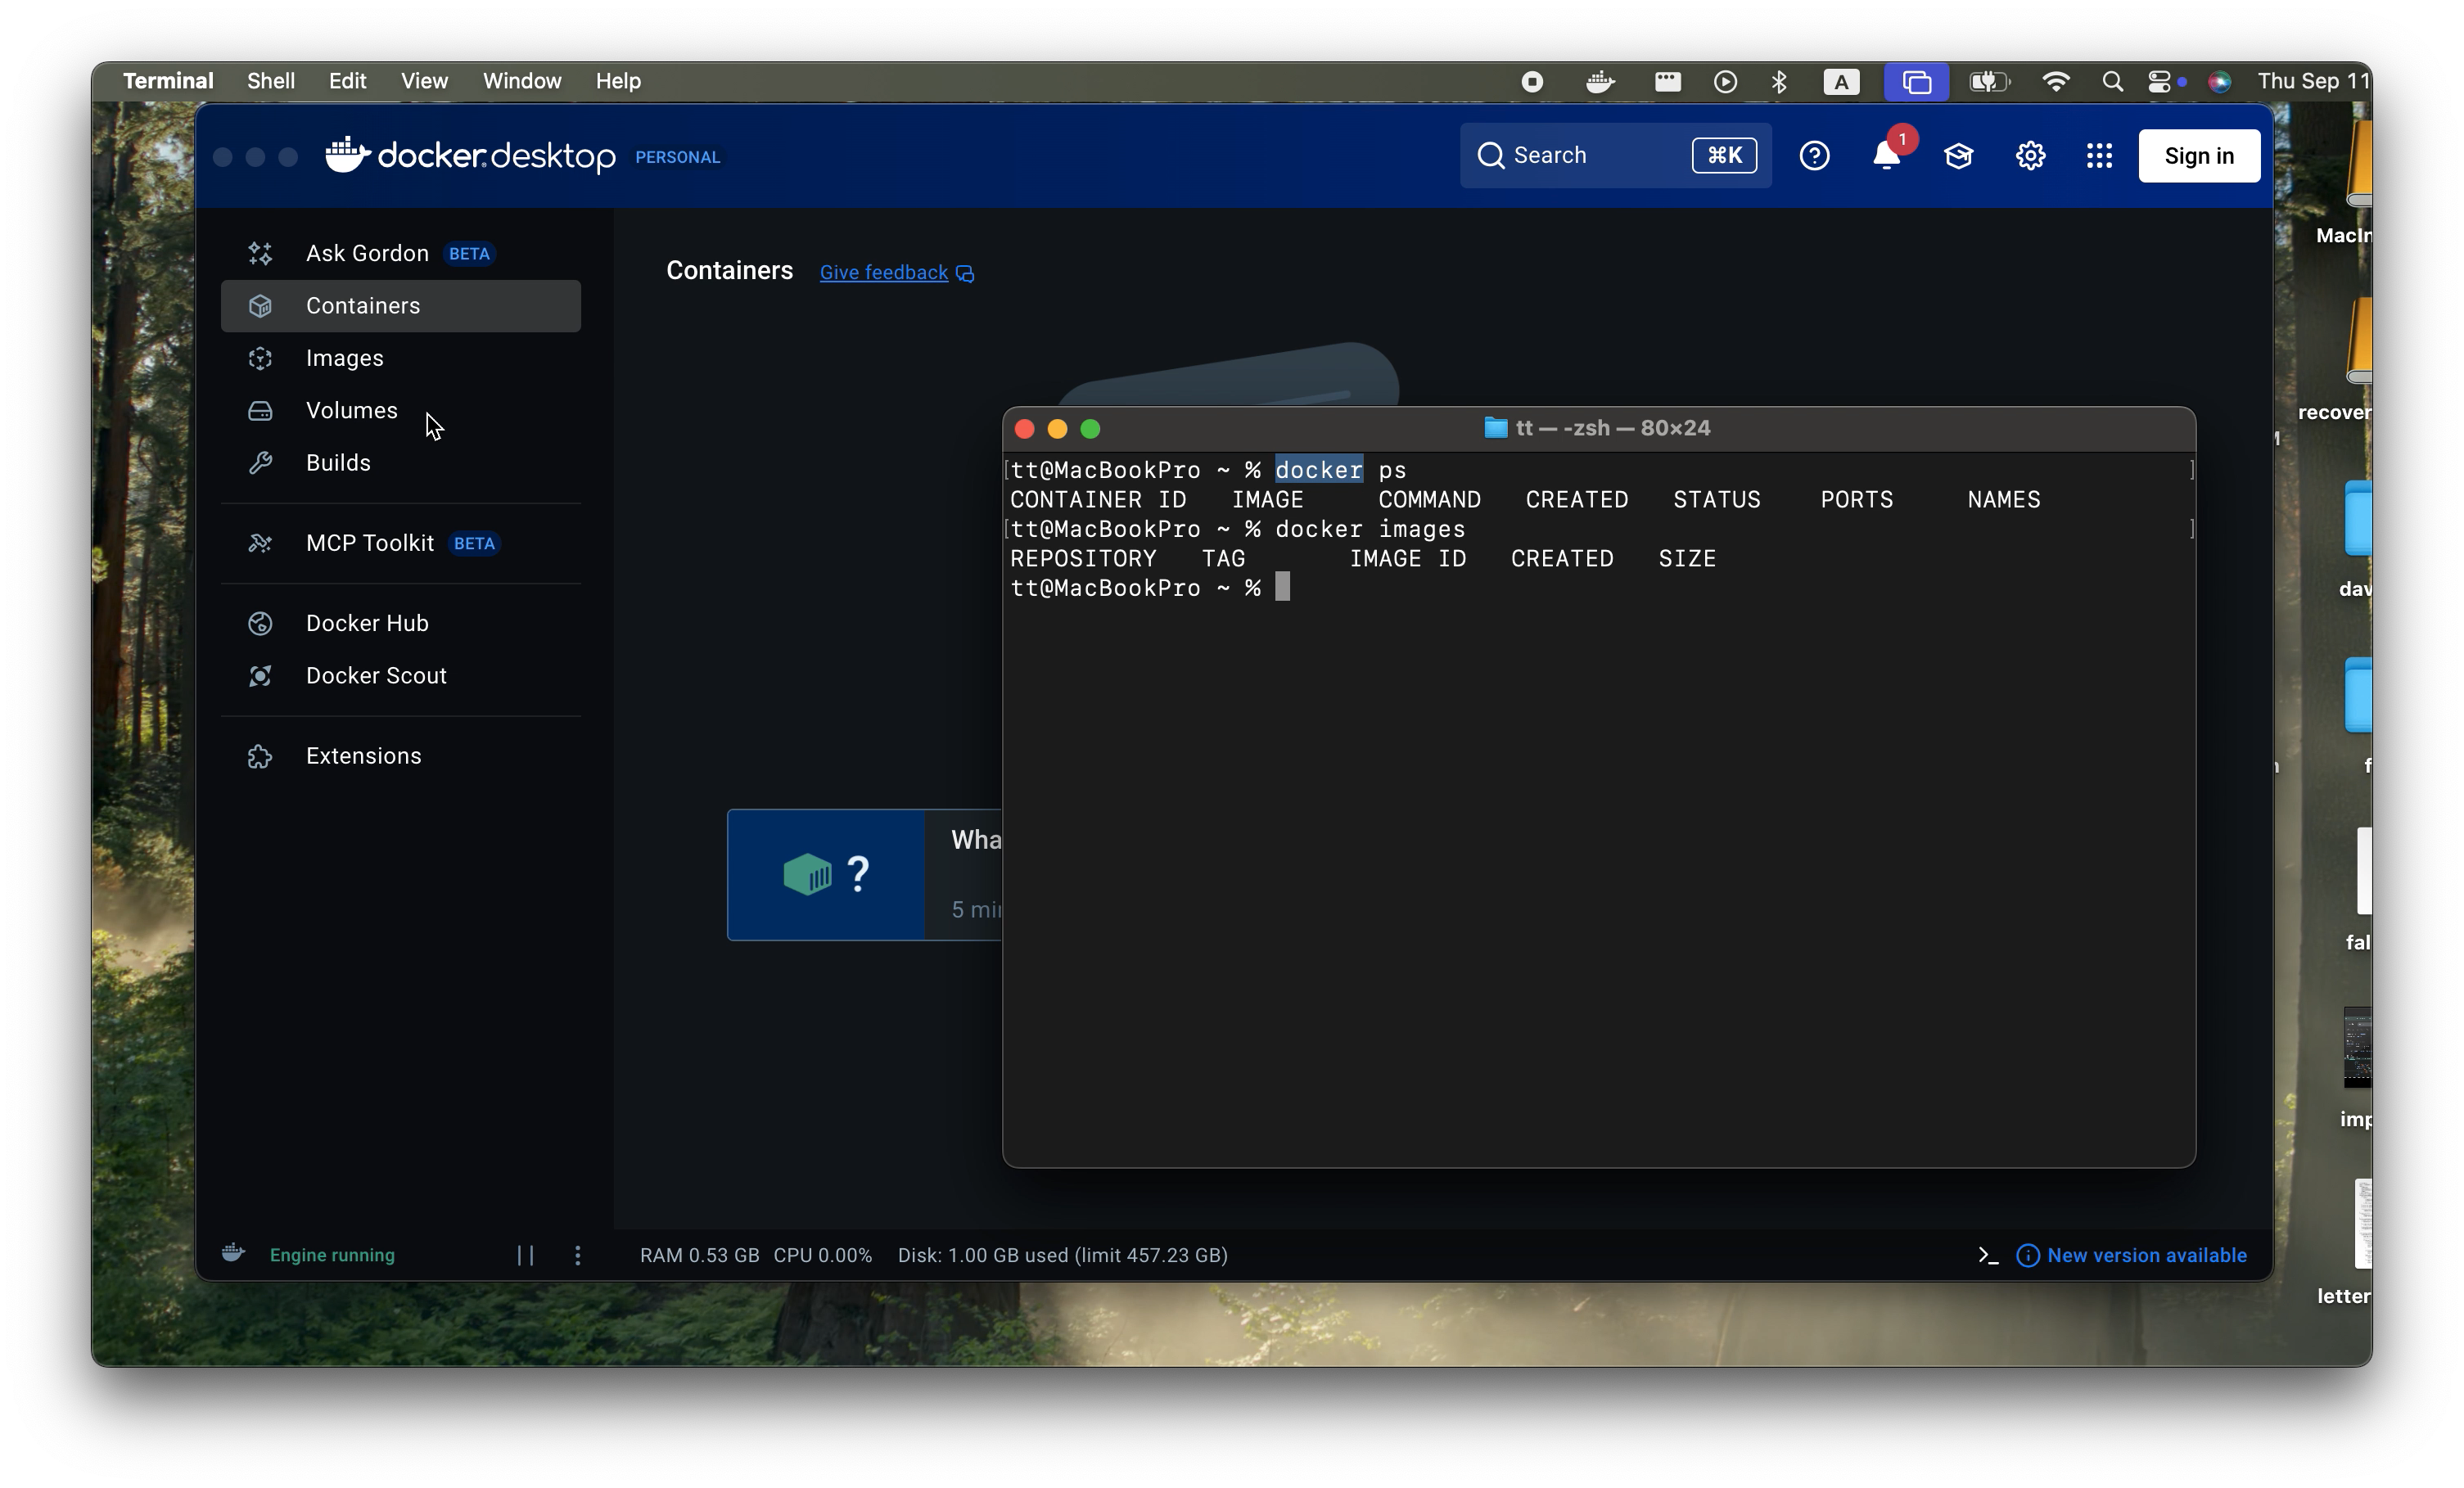 Terminal Shell Edit View Window Help A Thu Sep 11
docker desktop PERSONAL Search ⌘K 1 Sign in
Ask Gordon BETA
Containers
Images
Volumes
Builds
MCP Toolkit BETA
Docker Hub
Docker Scout
Extensions
Containers Give feedback
tt — -zsh — 80×24
[tt@MacBookPro ~ % docker ps ]
CONTAINER ID IMAGE COMMAND CREATED STATUS PORTS NAMES
[tt@MacBookPro ~ % docker images ]
REPOSITORY TAG IMAGE ID CREATED SIZE
tt@MacBookPro ~ %
?
Wha
5 mi
Engine running
RAM 0.53 GB CPU 0.00% Disk: 1.00 GB used (limit 457.23 GB)
>_ New version available
MacIn
recover
dav
f
fal
imp
letter